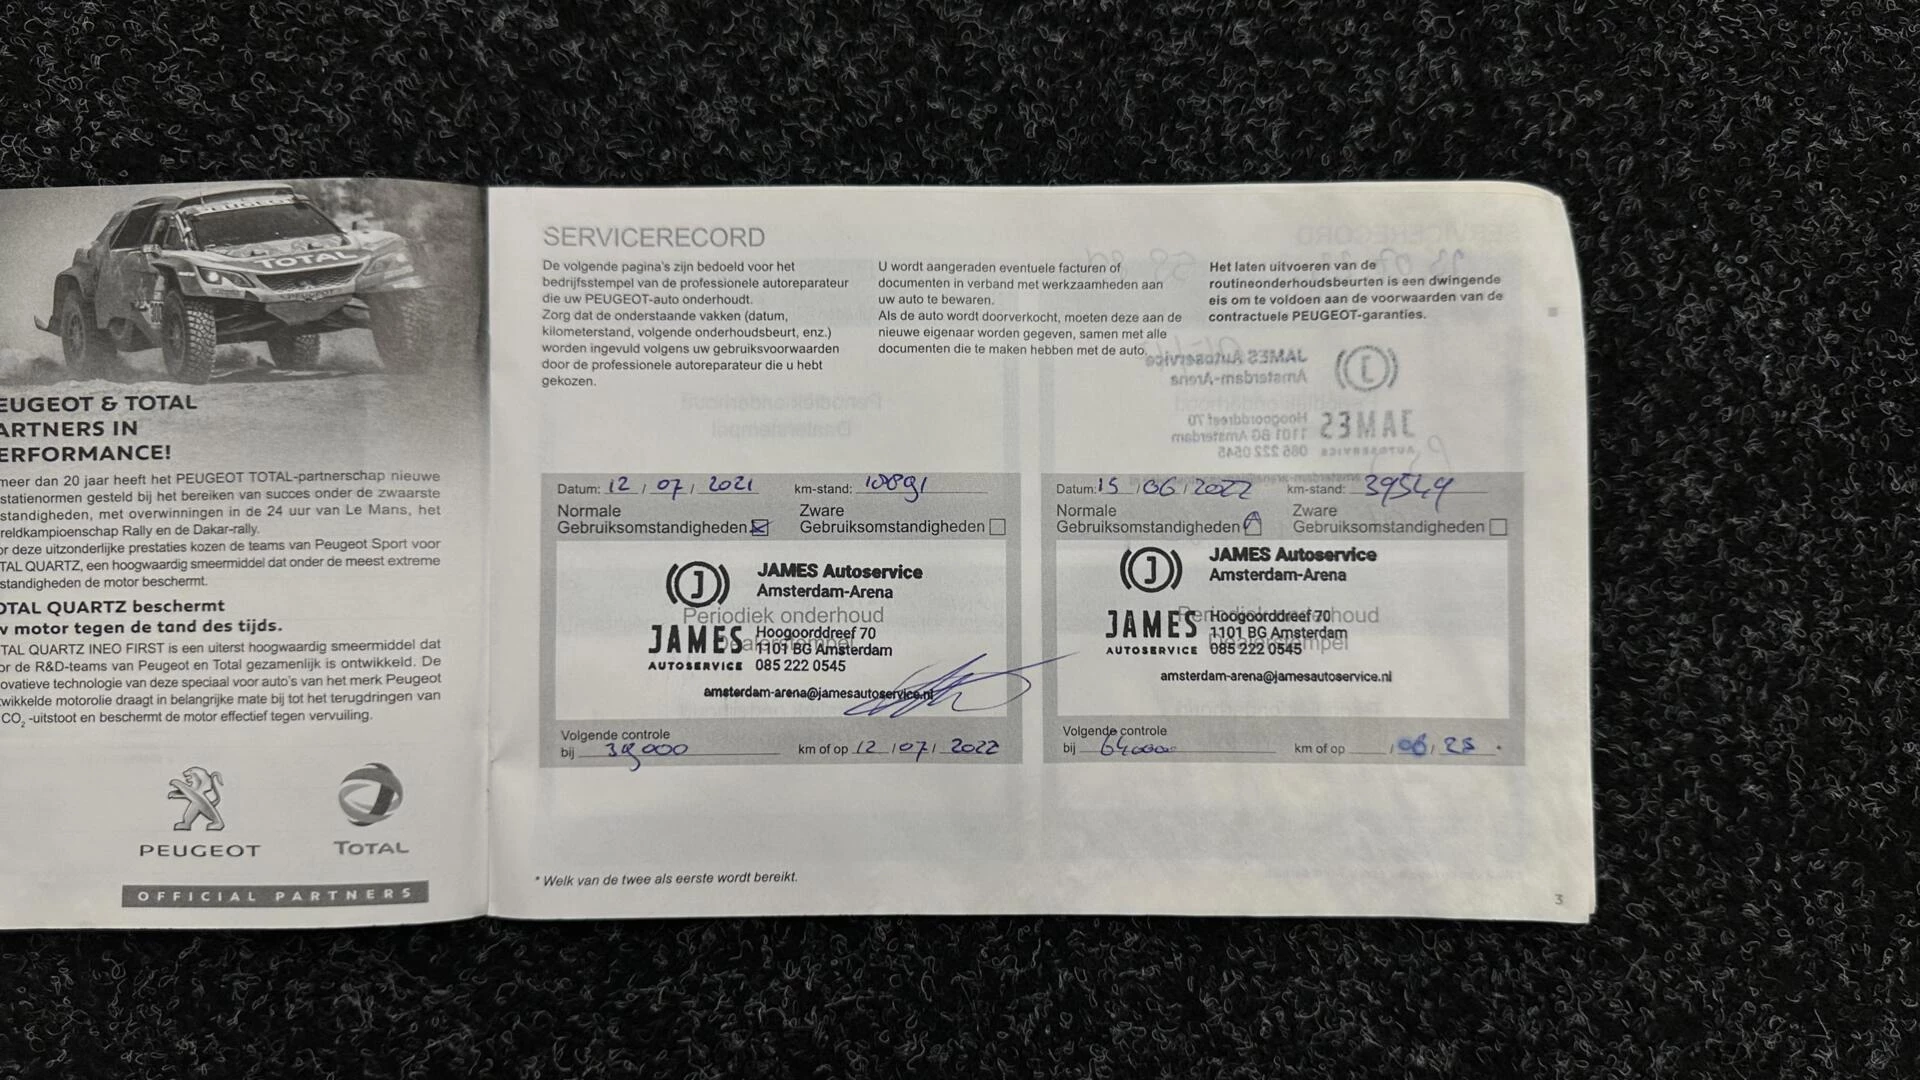 PEUGEOT
TOTAL
EUGEOT & TOTAL
ARTNERS IN
ERFORMANCE!
meer dan 20 jaar heeft het PEUGEOT TOTAL-partnerschap nieuwe
statienormen gesteld bij het bereiken van succes onder de zwaarste
standigheden, met overwinningen in de 24 uur van Le Mans, het
reldkampioenschap Rally en de Dakar-rally.
or deze uitzonderlijke prestaties kozen de teams van Peugeot Sport voor
TAL QUARTZ, een hoogwaardig smeermiddel dat onder de meest extreme
standigheden de motor beschermt.
OTAL QUARTZ beschermt
w motor tegen de tand des tijds.
TAL QUARTZ INEO FIRST is een uiterst hoogwaardig smeermiddel dat
or de R&D-teams van Peugeot en Total gezamenlijk is ontwikkeld. De
ovatieve technologie van deze speciaal voor auto's van het merk Peugeot
wikkelde motorolie draagt in belangrijke mate bij tot het terugdringen van
CO2 -uitstoot en beschermt de motor effectief tegen vervuiling.
PEUGEOT
TOTAL
OFFICIAL PARTNERS
SERVICERECORD
De volgende pagina's zijn bedoeld voor het
bedrijfsstempel van de professionele autoreparateur
die uw PEUGEOT-auto onderhoudt.
Zorg dat de onderstaande vakken (datum,
kilometerstand, volgende onderhoudsbeurt, enz.)
worden ingevuld volgens uw gebruiksvoorwaarden
door de professionele autoreparateur die u hebt
gekozen.
U wordt aangeraden eventuele facturen of
documenten in verband met werkzaamheden aan
uw auto te bewaren.
Als de auto wordt doorverkocht, moeten deze aan de
nieuwe eigenaar worden gegeven, samen met alle
documenten die te maken hebben met de auto.
Het laten uitvoeren van de
routineonderhoudsbeurten is een dwingende
eis om te voldoen aan de voorwaarden van de
contractuele PEUGEOT-garanties.
Datum: 12 / 07 / 2021 km-stand: 10891
Normale Zware
Gebruiksomstandigheden Gebruiksomstandigheden
JAMES Autoservice
Amsterdam-Arena
Periodiek onderhoud
Dealerstempel
JAMES
AUTOSERVICE
Hoogoorddreef 70
1101 BG Amsterdam
085 222 0545
amsterdam-arena@jamesautoservice.nl
Volgende controle
bij km of op 12 / 07 / 2022
Datum: 15 / 06 / 2022 km-stand: 39549
Normale Zware
Gebruiksomstandigheden Gebruiksomstandigheden
JAMES Autoservice
Amsterdam-Arena
Periodiek onderhoud
Dealerstempel
JAMES
AUTOSERVICE
Hoogoorddreef 70
1101 BG Amsterdam
085 222 0545
amsterdam-arena@jamesautoservice.nl
Volgende controle
bij 64000 km of op / 06 /
* Welk van de twee als eerste wordt bereikt.
3